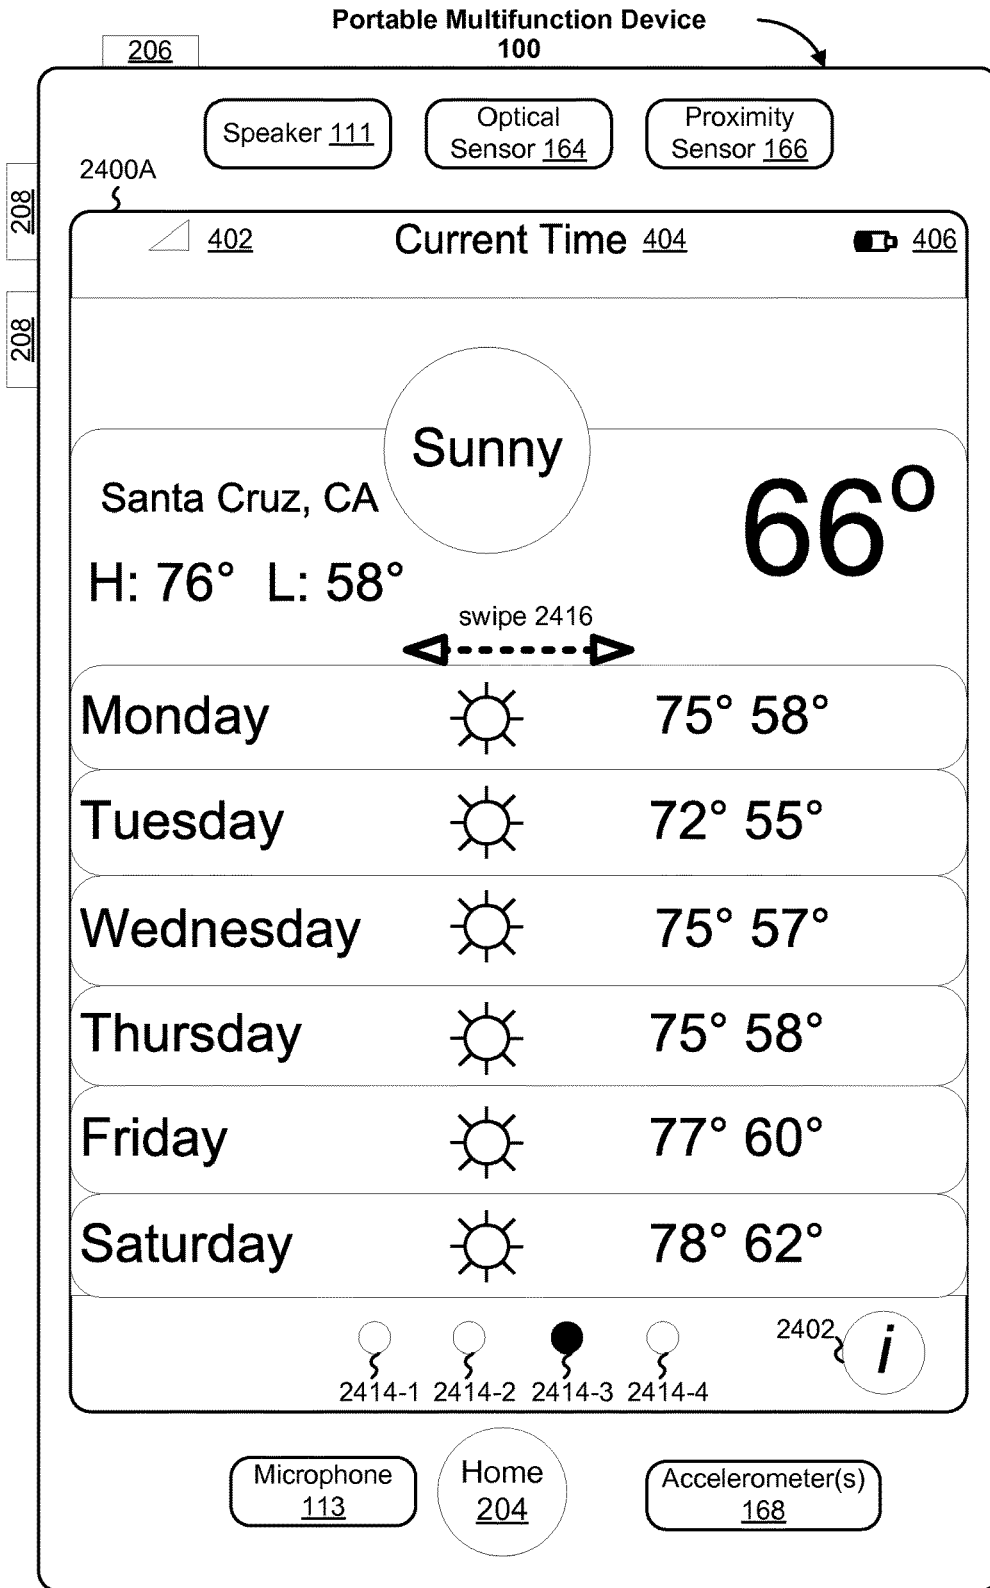 Portable Multifunction Device
100
206
Speaker 111
Optical
Sensor 164
Proximity
Sensor 166
2400A
208
208
402
Current Time 404
406
Sunny
Santa Cruz, CA
66°
H: 76° L: 58°
swipe 2416
Monday 75° 58°
Tuesday 72° 55°
Wednesday 75° 57°
Thursday 75° 58°
Friday 77° 60°
Saturday 78° 62°
2402
i
2414-1 2414-2 2414-3 2414-4
Microphone
113
Home
204
Accelerometer(s)
168